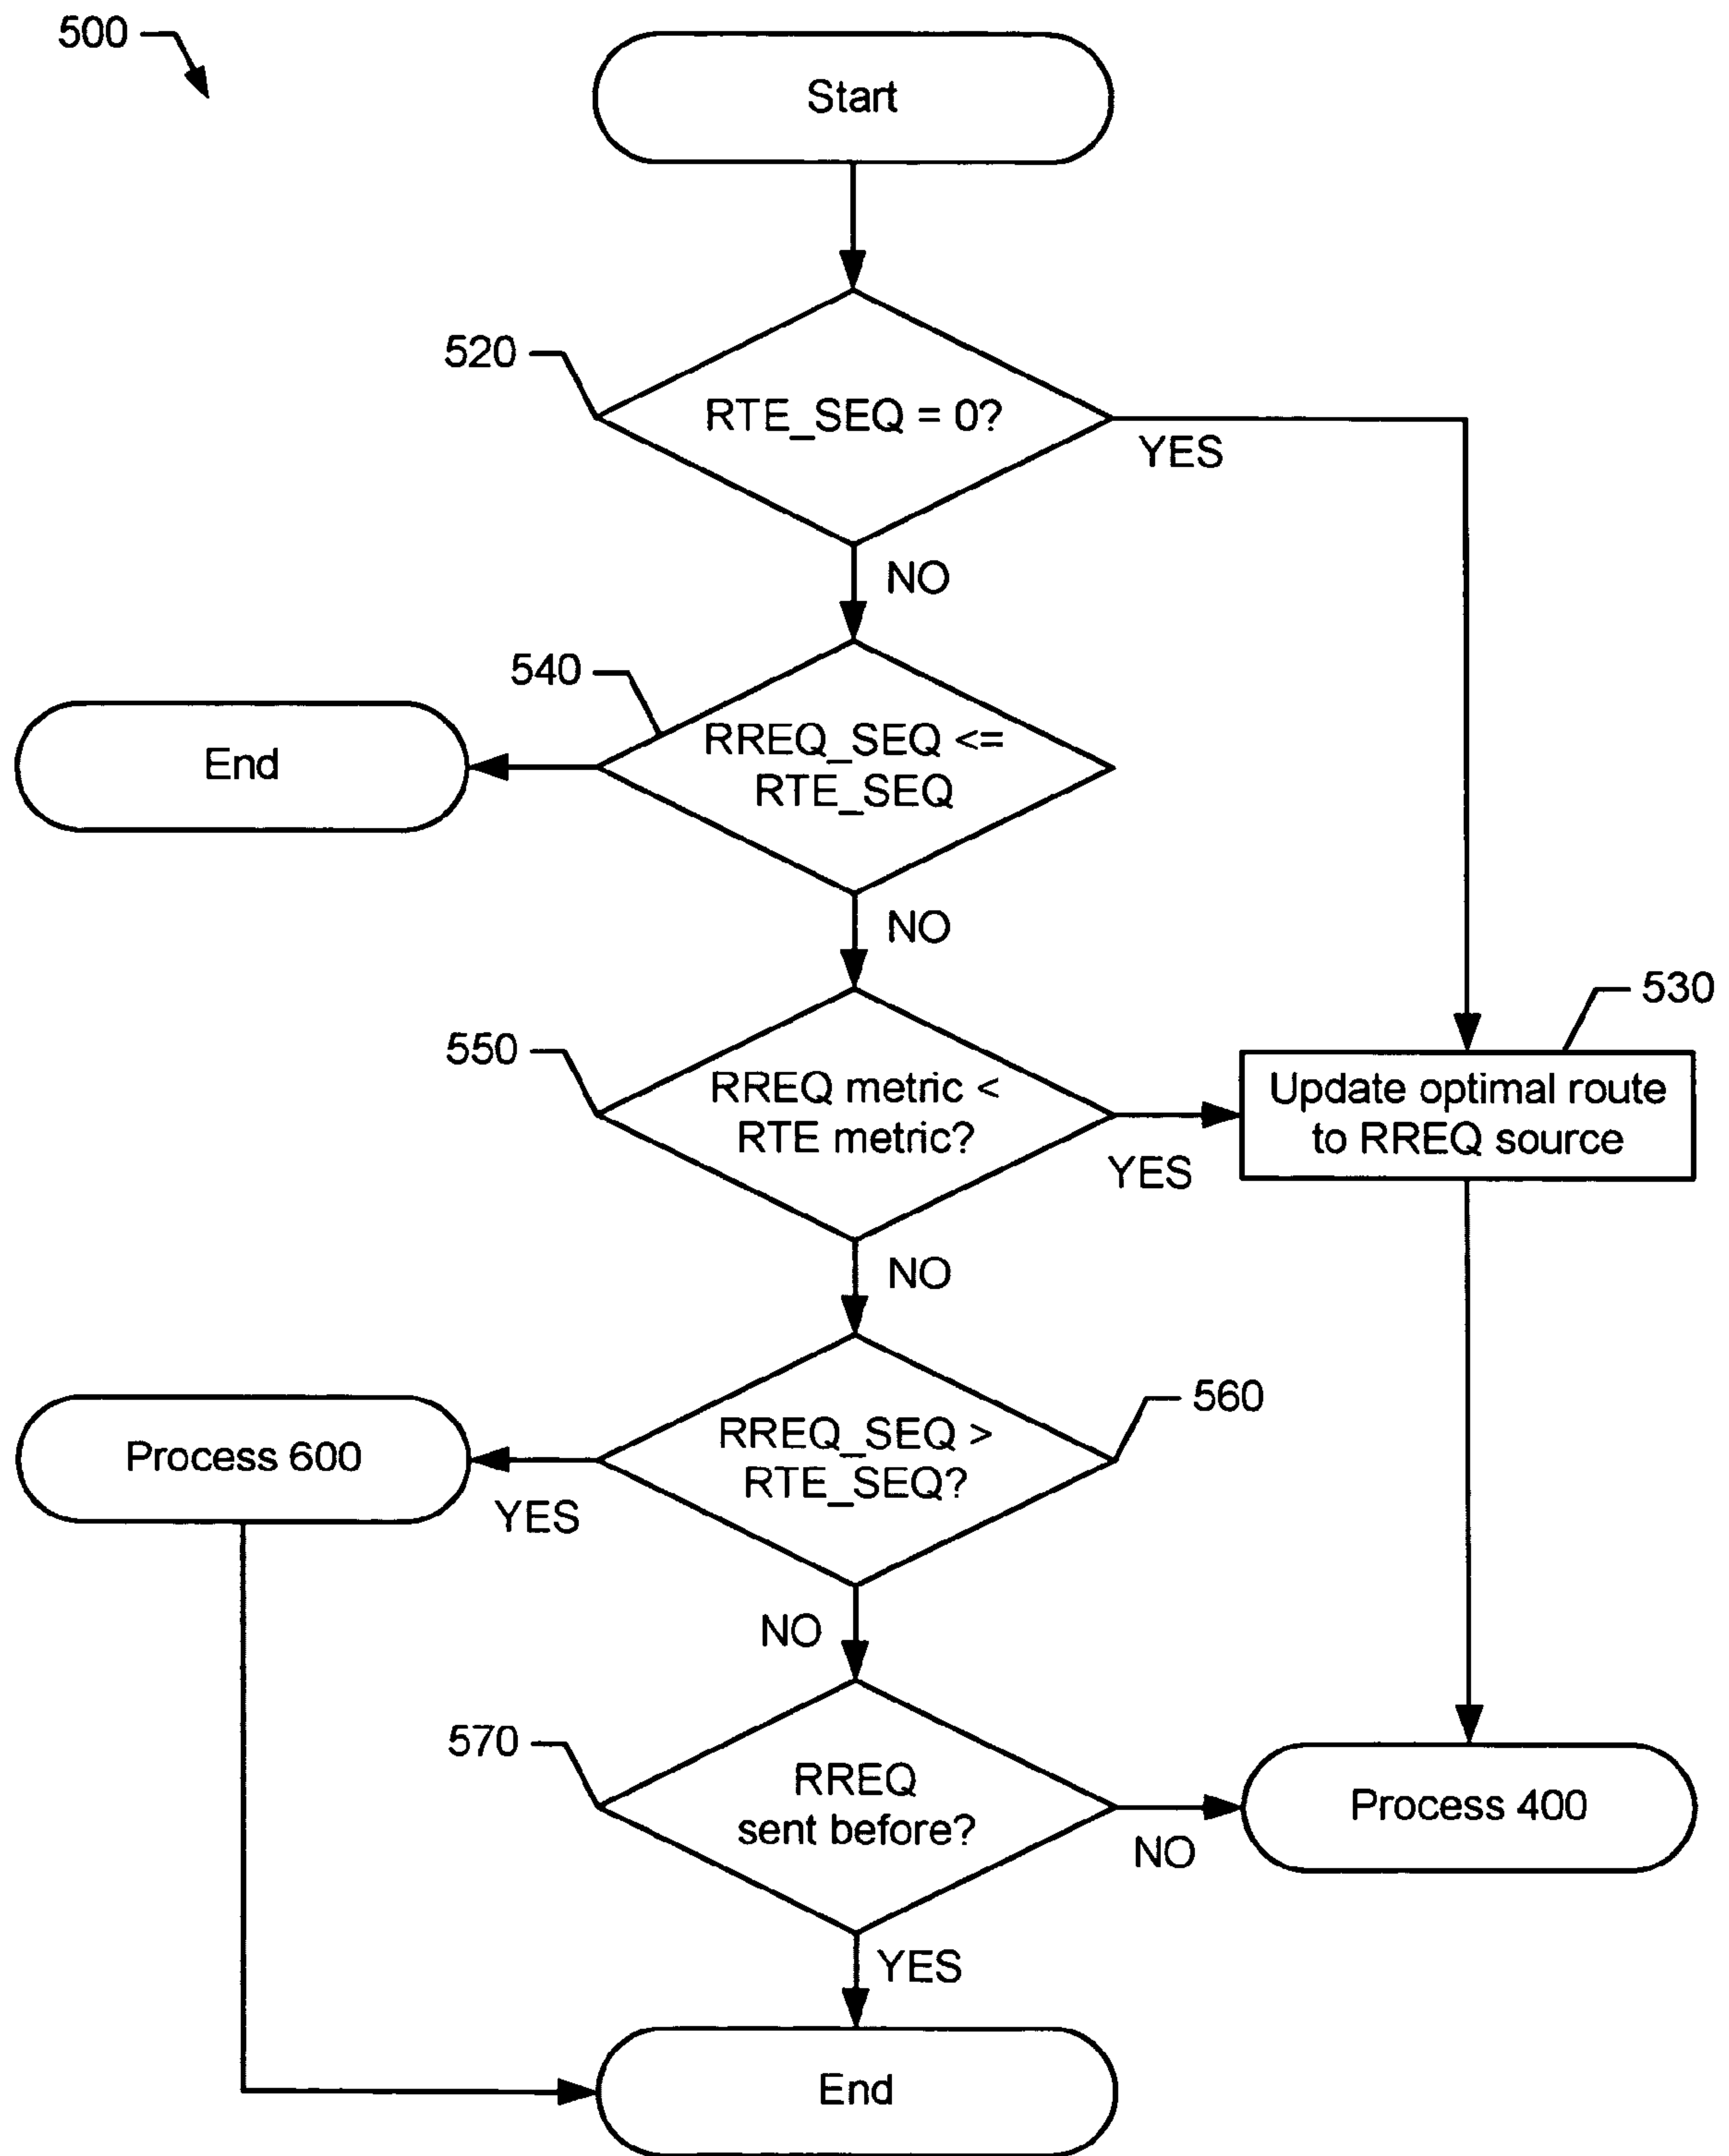 500
Start
520
RTE_SEQ = 0?
YES
NO
540
RREQ_SEQ <=
RTE_SEQ
End
NO
530
550
RREQ metric <
RTE metric?
YES
Update optimal route
to RREQ source
NO
560
RREQ_SEQ >
RTE_SEQ?
Process 600
YES
NO
570
RREQ
sent before?
NO
Process 400
YES
End